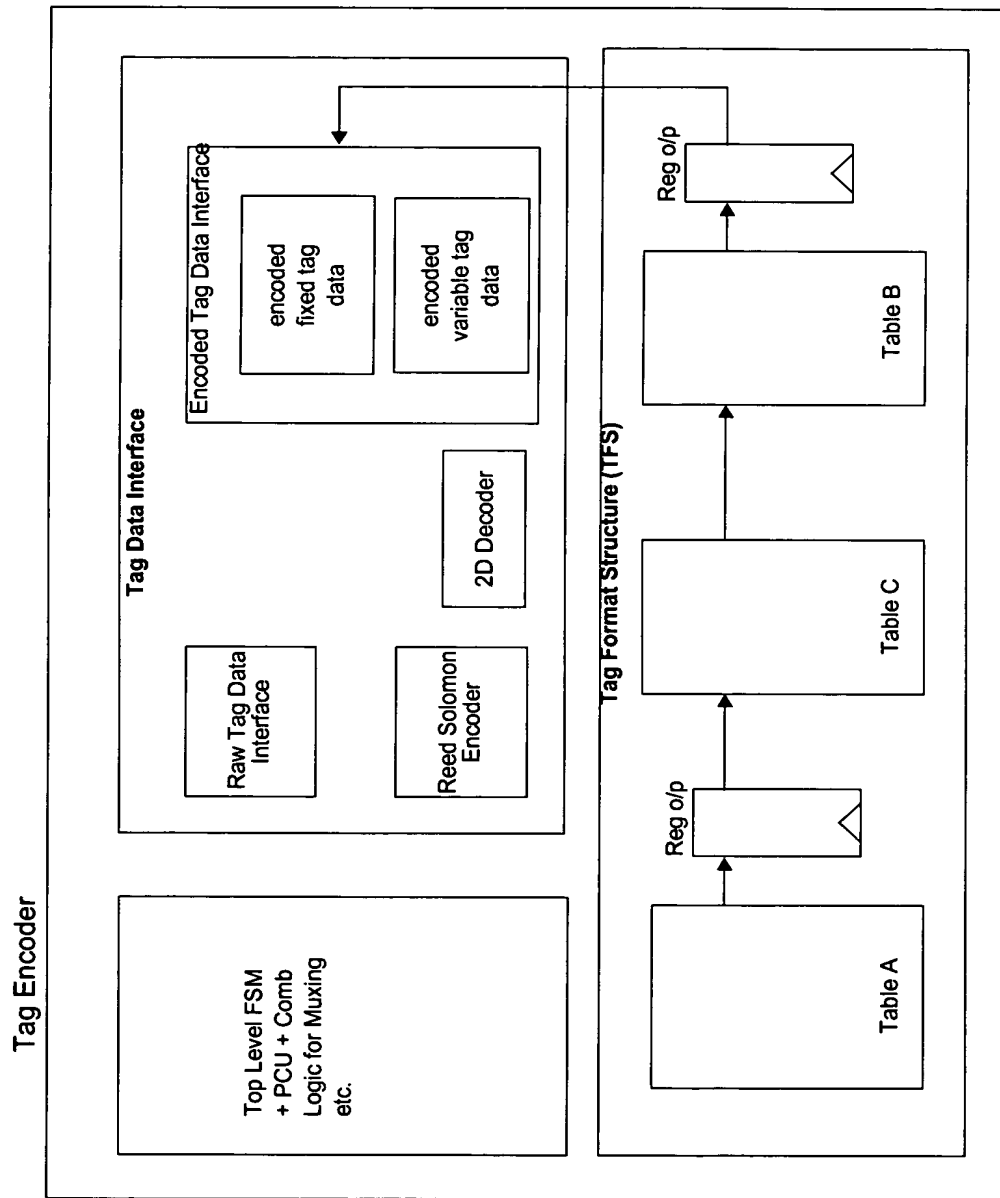 Tag Encoder
Top Level FSM
+ PCU + Comb
Logic for Muxing
etc.
Tag Data Interface
Raw Tag Data
Interface
Reed Solomon
Encoder
2D Decoder
Encoded Tag Data Interface
encoded
fixed tag
data
encoded
variable tag
data
Tag Format Structure (TFS)
Table A
Reg o/p
Table C
Table B
Reg o/p